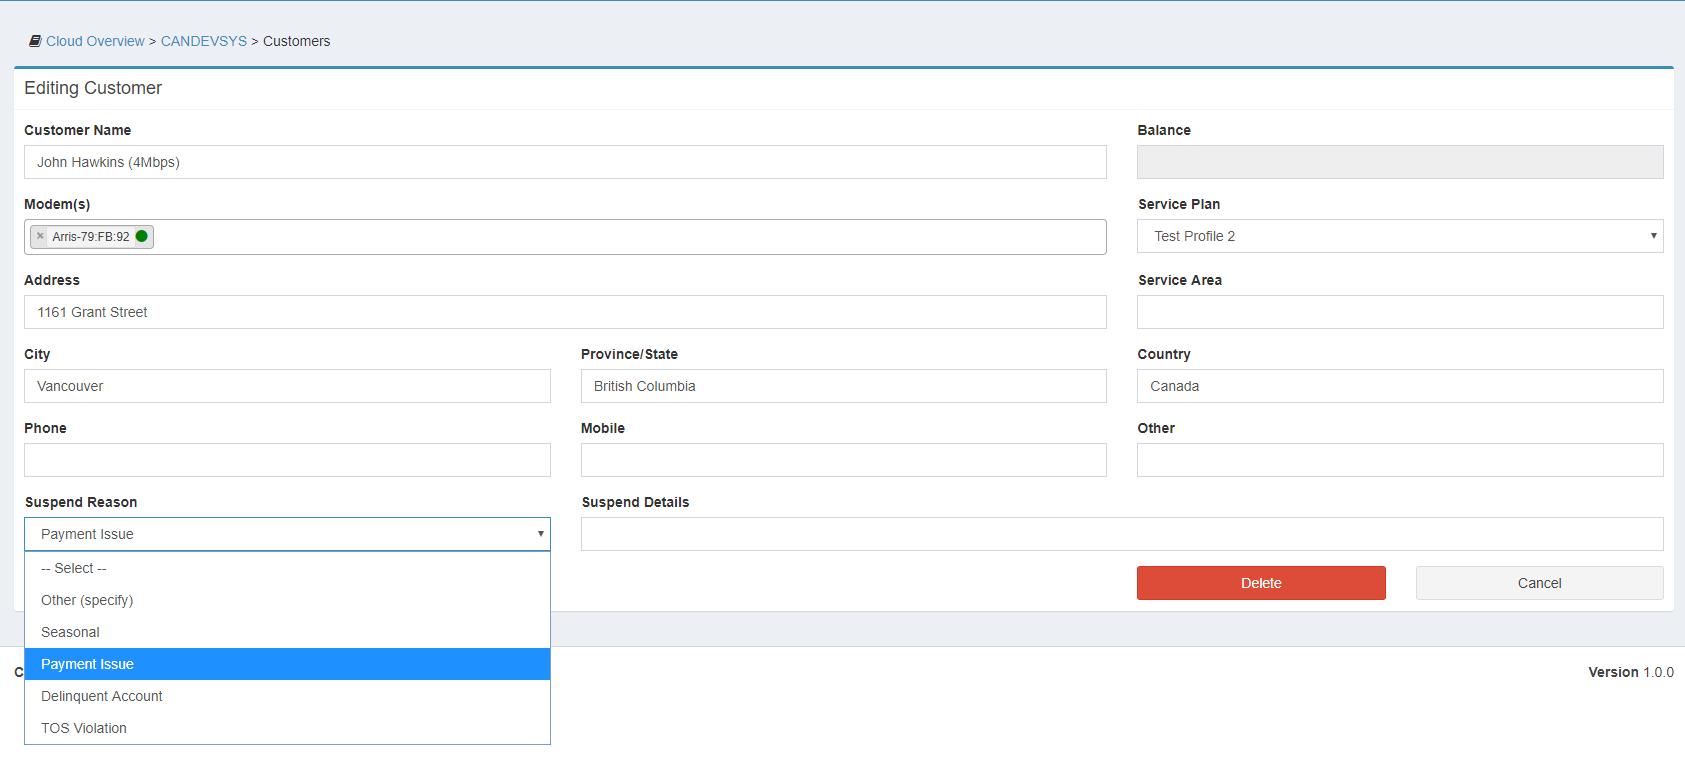 Cloud Overview > CANDEVSYS > Customers
Editing Customer
Customer Name
Balance
John Hawkins (4Mbps)
Modem(s)
Service Plan
× Arris-79:FB:92
Test Profile 2
Address
Service Area
1161 Grant Street
City
Province/State
Country
Vancouver
British Columbia
Canada
Phone
Mobile
Other
Suspend Reason
Suspend Details
Payment Issue
-- Select --
Other (specify)
Seasonal
Payment Issue
Delinquent Account
TOS Violation
Delete
Cancel
Version 1.0.0